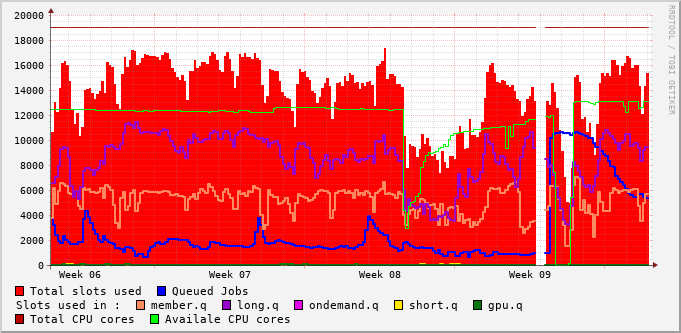 20000
18000
16000
14000
12000
10000
8000
6000
4000
2000
0
Week 06 Week 07 Week 08 Week 09
RRDTOOL / TOBI OETIKER
Total slots used Queued Jobs
Slots used in : member.q long.q ondemand.q short.q gpu.q
Total CPU cores Availale CPU cores